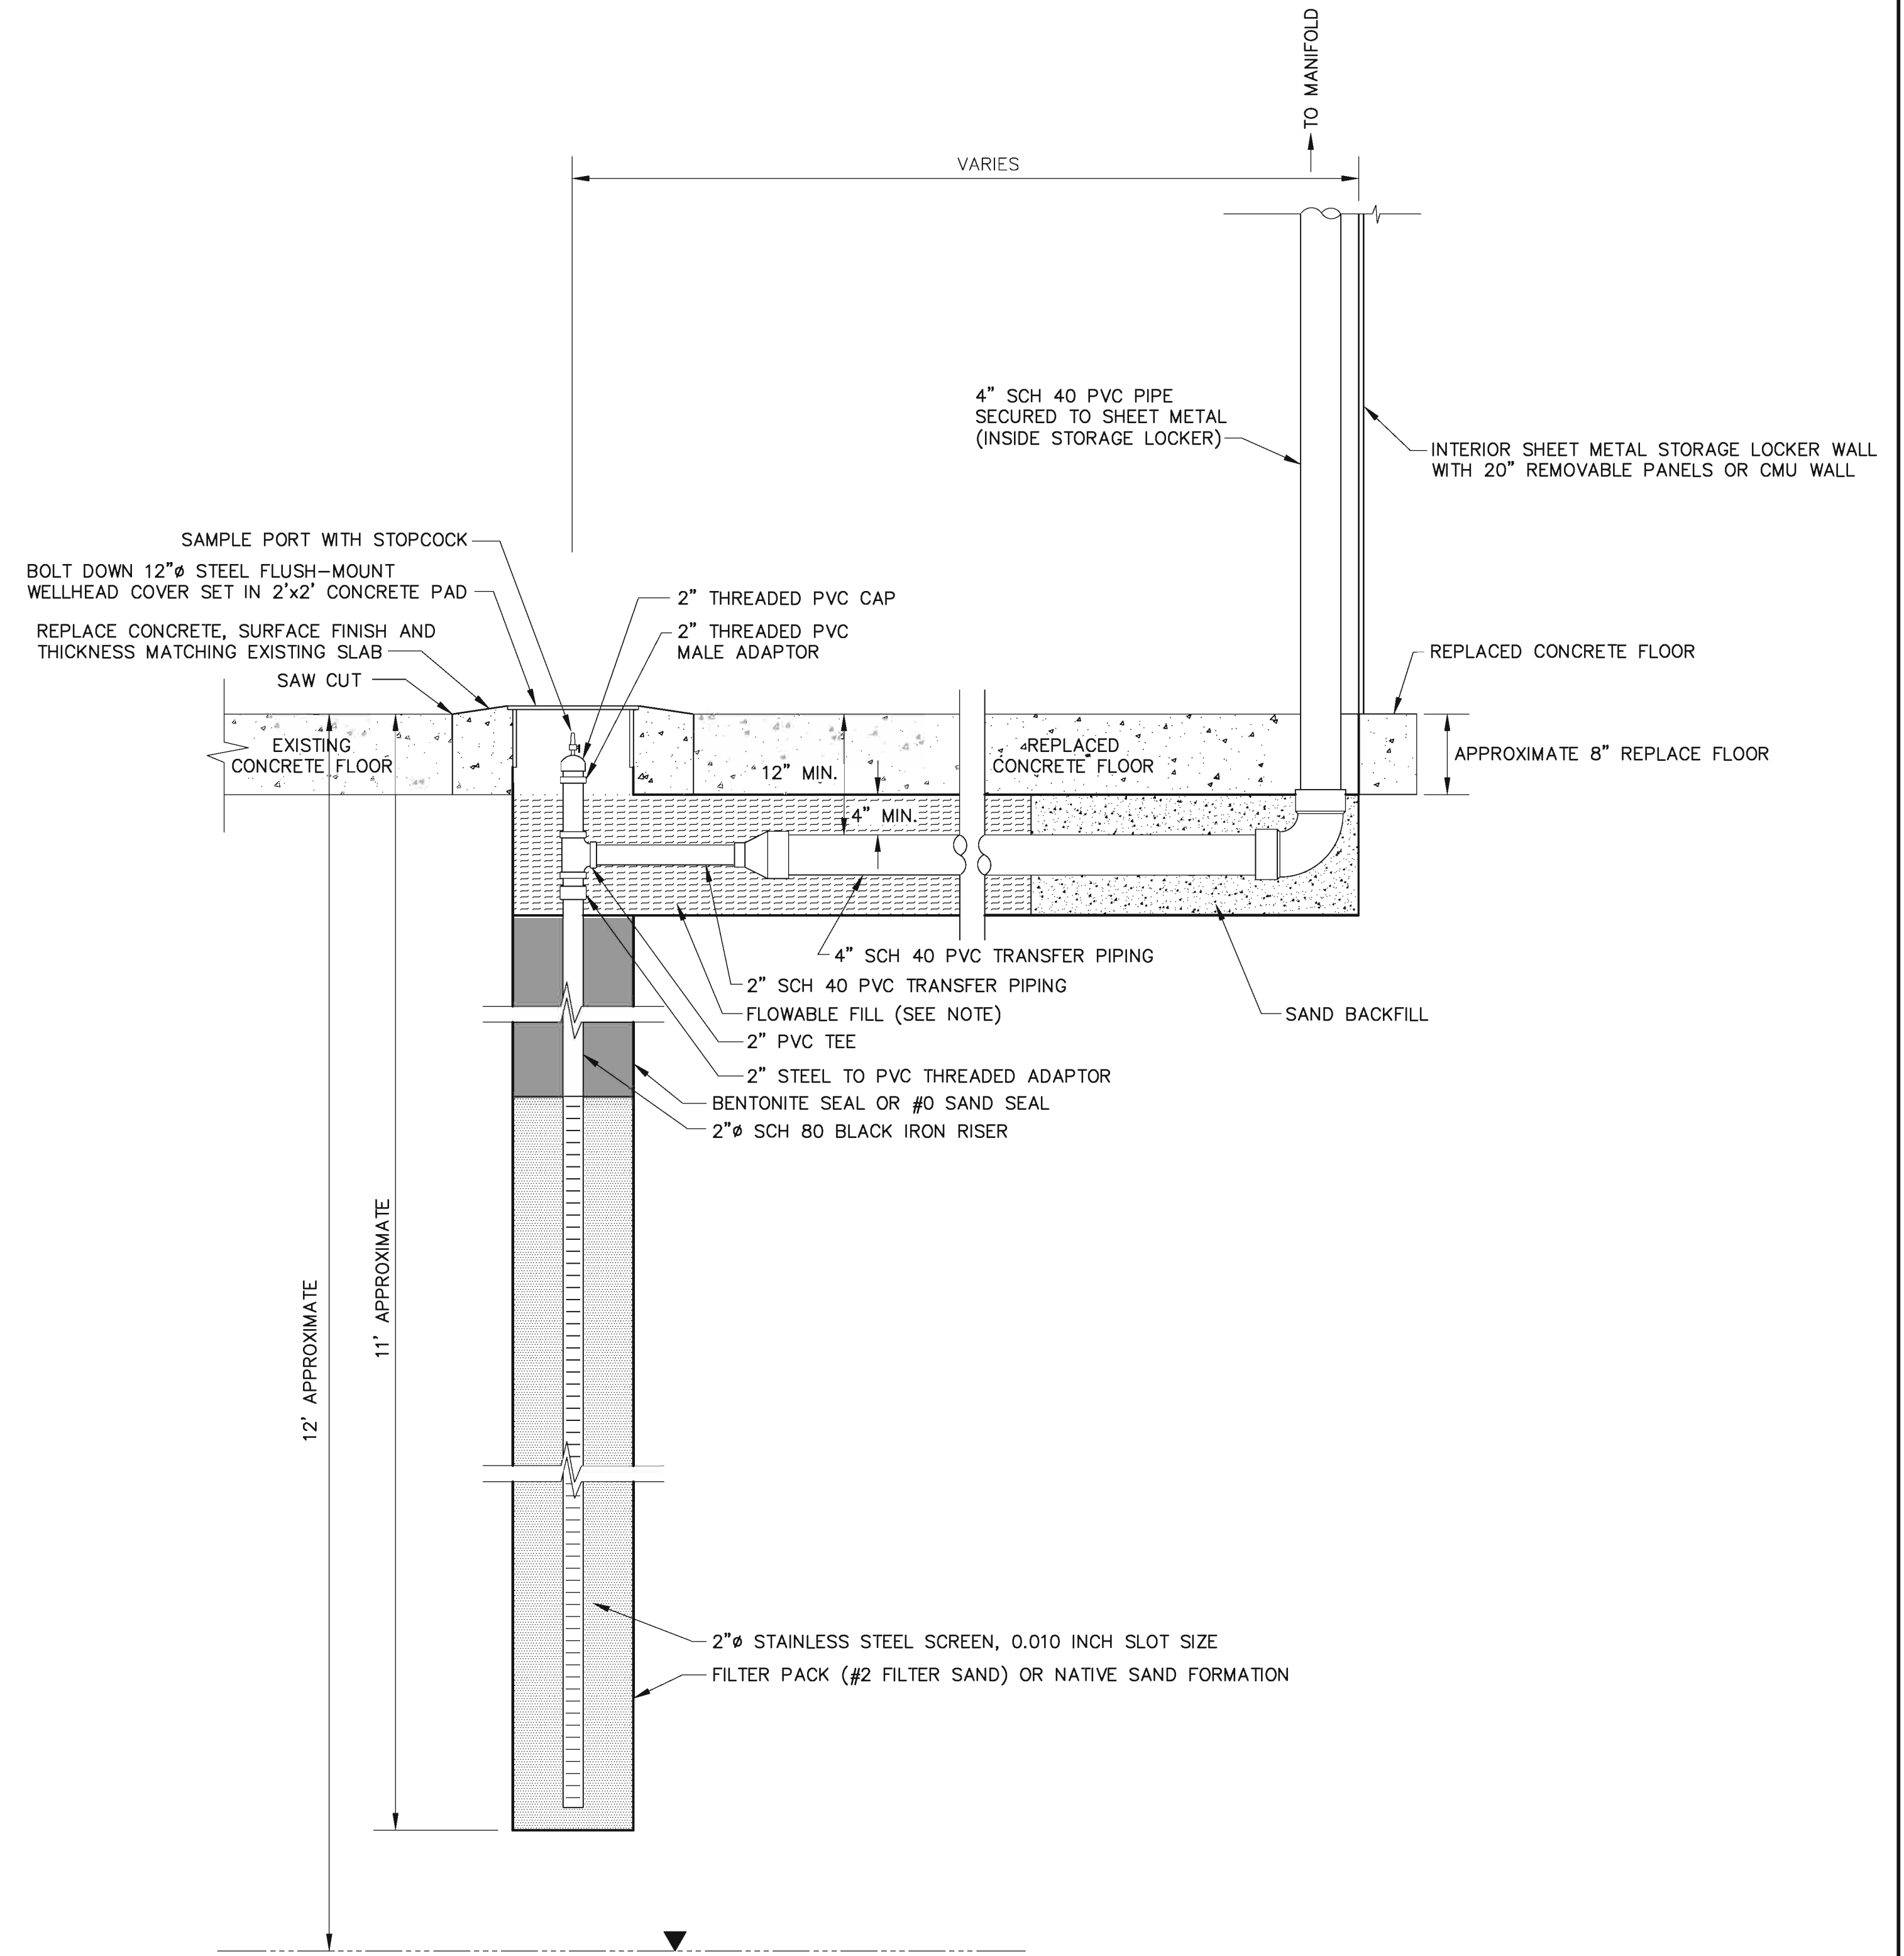 TO MANIFOLD
VARIES
4" SCH 40 PVC PIPE
SECURED TO SHEET METAL
(INSIDE STORAGE LOCKER)
INTERIOR SHEET METAL STORAGE LOCKER WALL
WITH 20" REMOVABLE PANELS OR CMU WALL
SAMPLE PORT WITH STOPCOCK
BOLT DOWN 12"ø STEEL FLUSH-MOUNT
WELLHEAD COVER SET IN 2'x2' CONCRETE PAD
2" THREADED PVC CAP
REPLACE CONCRETE, SURFACE FINISH AND
THICKNESS MATCHING EXISTING SLAB
2" THREADED PVC
MALE ADAPTOR
SAW CUT
REPLACED CONCRETE FLOOR
EXISTING
CONCRETE FLOOR
12" MIN.
REPLACED
CONCRETE FLOOR
APPROXIMATE 8" REPLACE FLOOR
4" MIN.
4" SCH 40 PVC TRANSFER PIPING
2" SCH 40 PVC TRANSFER PIPING
FLOWABLE FILL (SEE NOTE)
SAND BACKFILL
2" PVC TEE
2" STEEL TO PVC THREADED ADAPTOR
BENTONITE SEAL OR #0 SAND SEAL
2"ø SCH 80 BLACK IRON RISER
11' APPROXIMATE
12' APPROXIMATE
2"ø STAINLESS STEEL SCREEN, 0.010 INCH SLOT SIZE
FILTER PACK (#2 FILTER SAND) OR NATIVE SAND FORMATION